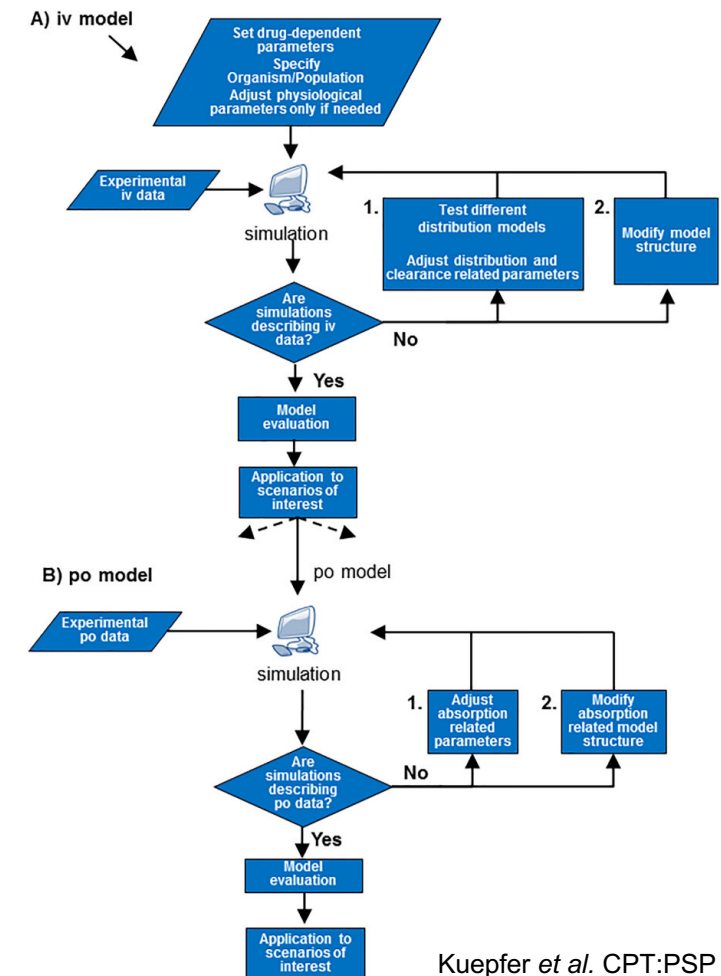 A) iv model
Set drug-dependent
parameters
Specify
Organism/Population
Adjust physiological
parameters only if needed
Experimental
iv data
simulation
1.
Test different
distribution models
Adjust distribution and
clearance related parameters
2.
Modify model
structure
Are
simulations
describing iv
data?
No
Yes
Model
evaluation
Application to
scenarios of
interest
po model
B) po model
Experimental
po data
simulation
1.
Adjust
absorption
related
parameters
2.
Modify
absorption
related model
structure
Are
simulations
describing
po data?
No
Yes
Model
evaluation
Application to
scenarios of
interest
Kuepfer et al. CPT:PSP